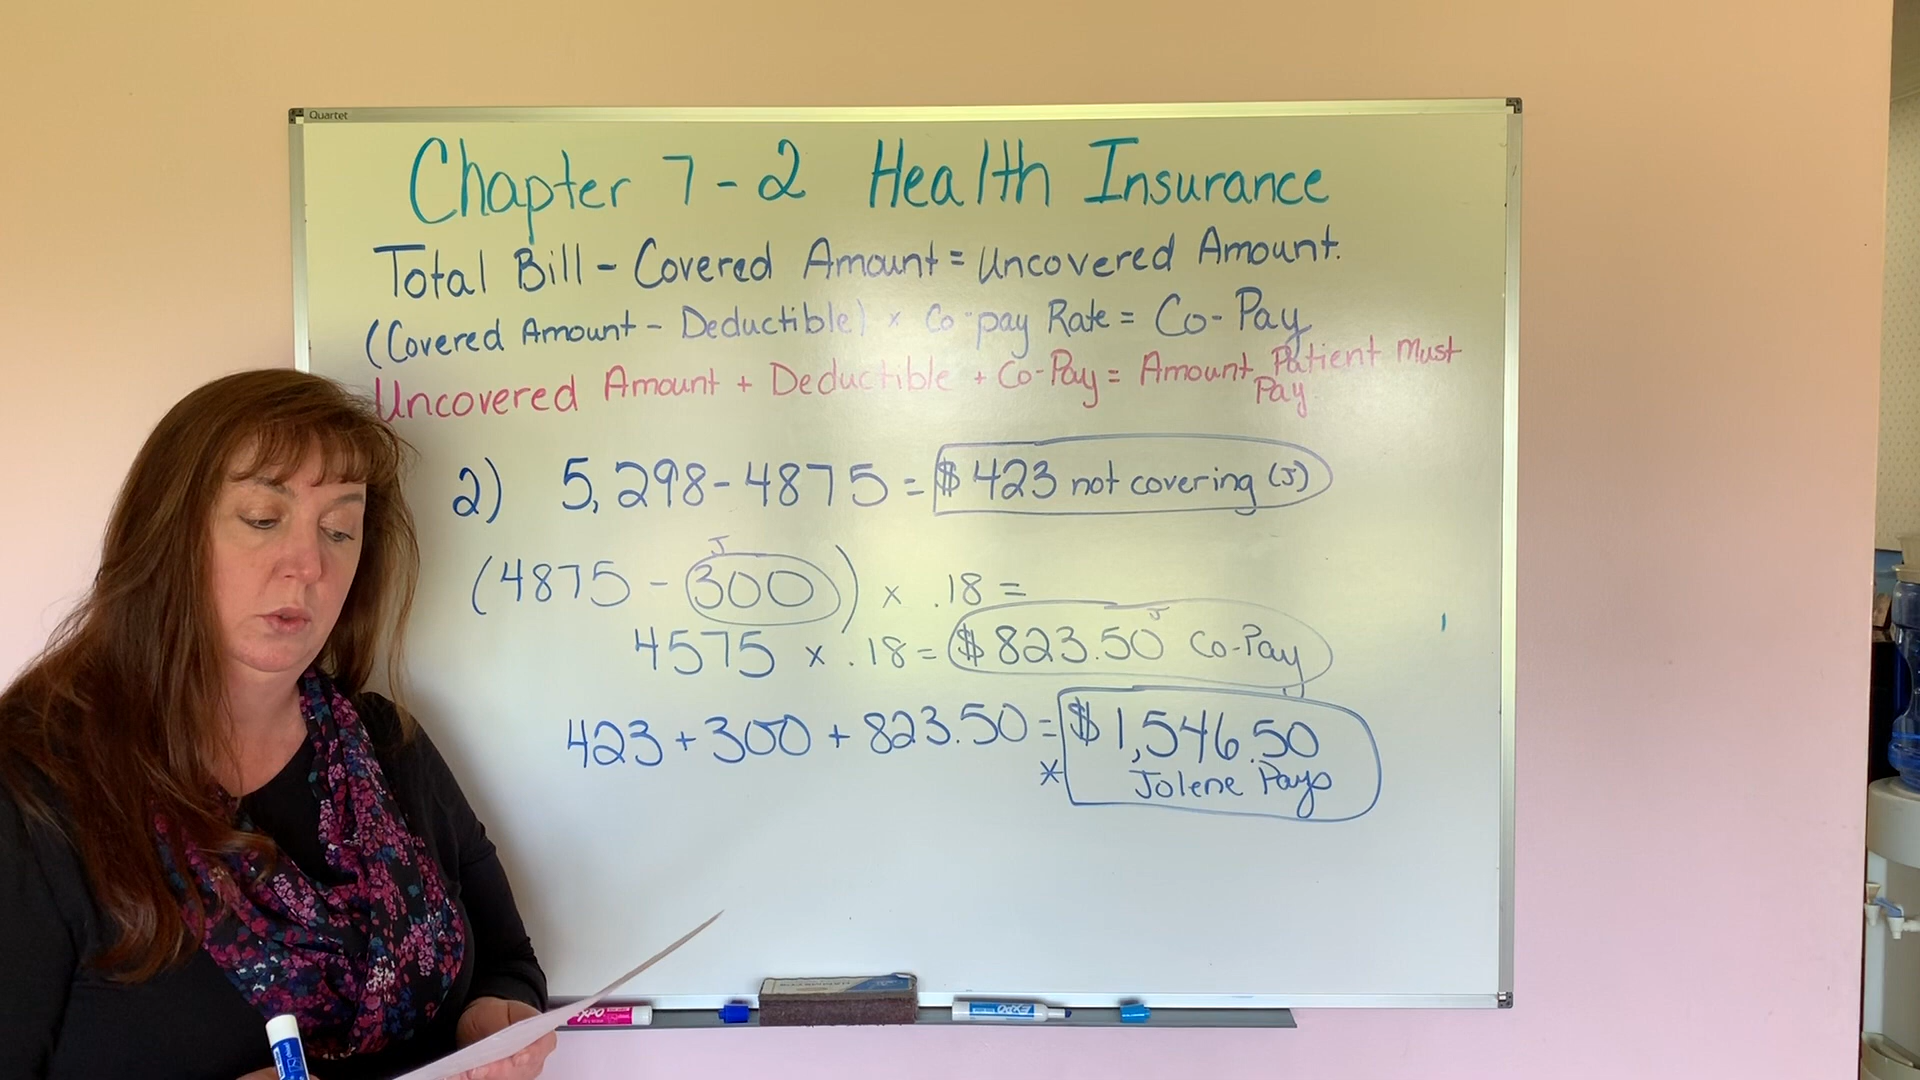 Quartet
Chapter 7-2 Health Insurance
Total Bill - Covered Amount = Uncovered Amount.
(Covered Amount - Deductible) × Co-pay Rate = Co-Pay
Uncovered Amount + Deductible + Co-Pay = Amount Patient Must
Pay
2) 5,298-4875 = $423 not covering (J)
J
(4875 - 300) × .18 =
J
4575 × .18 = $823.50 Co-Pay
423 + 300 + 823.50 = $1,546.50
* Jolene Pays
EXPO
EXPO